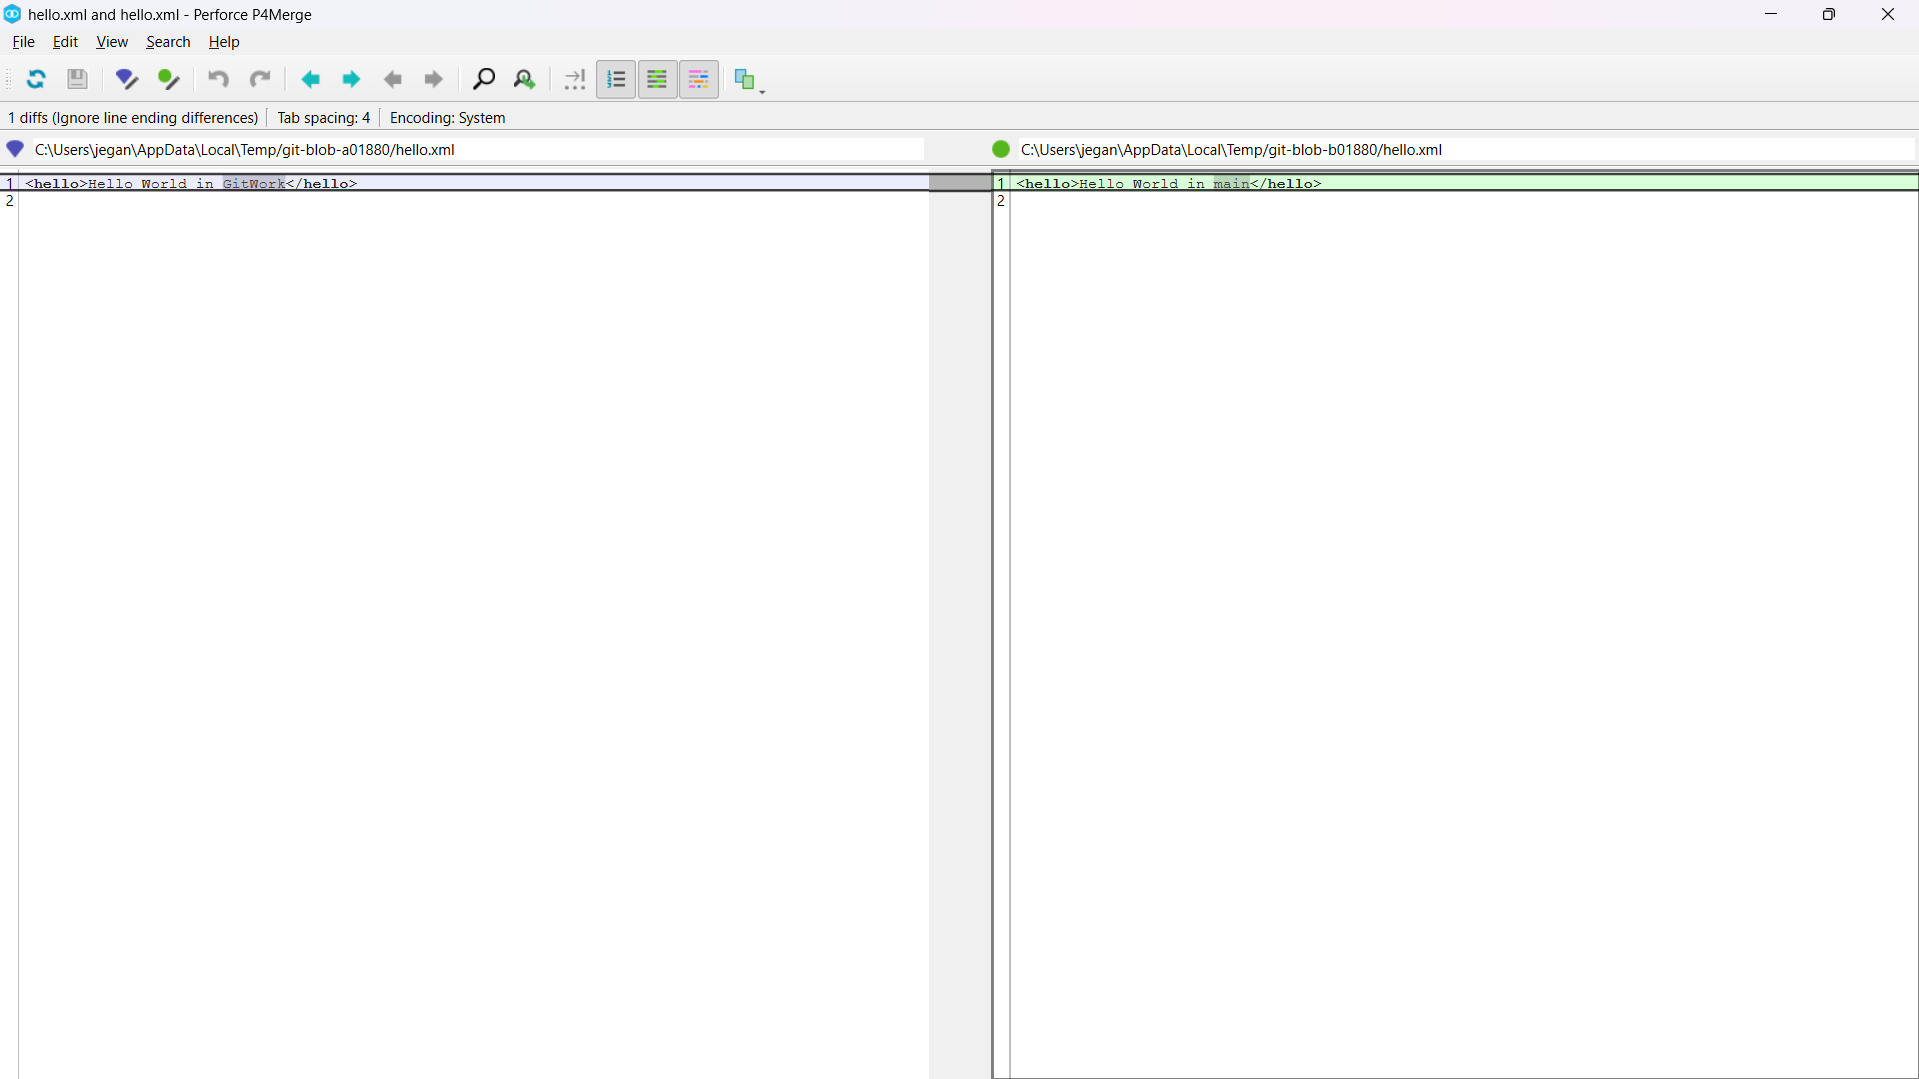 hello.xml and hello.xml - Perforce P4Merge
File Edit View Search Help
1 diffs (Ignore line ending differences) Tab spacing: 4 Encoding: System
C:\Users\jegan\AppData\Local\Temp/git-blob-a01880/hello.xml
C:\Users\jegan\AppData\Local\Temp/git-blob-b01880/hello.xml
1 <hello>Hello World in GitWork</hello>
2
1 <hello>Hello World in main</hello>
2